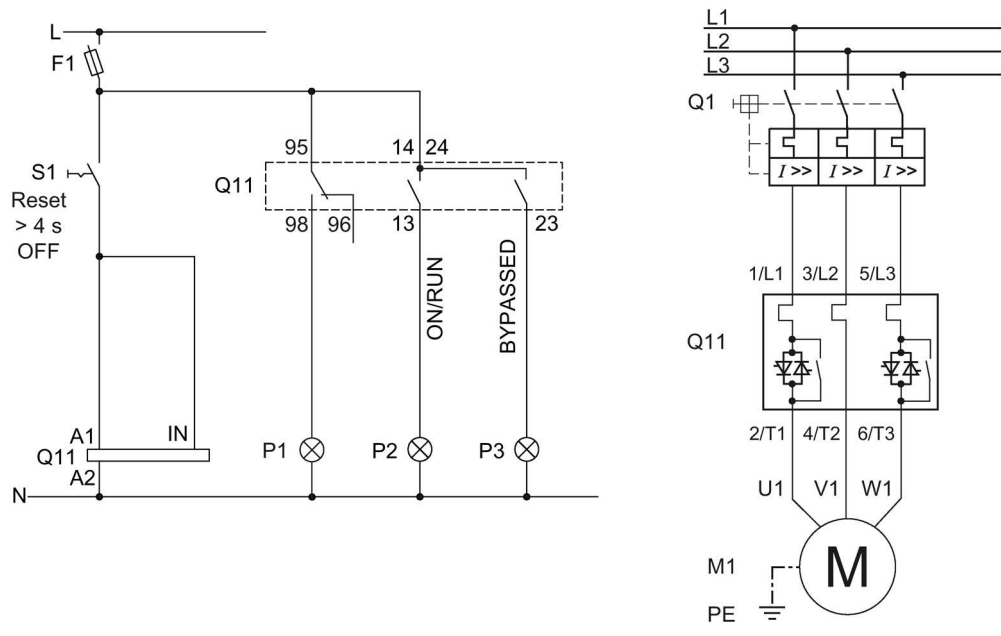 L
F1
S1
Reset
> 4 s
OFF
95
14
24
Q11
98
96
13
23
ON/RUN
BYPASSED
A1
IN
Q11
A2
P1
P2
P3
N
L1
L2
L3
Q1
I >>
I >>
I >>
1/L1
3/L2
5/L3
Q11
2/T1
4/T2
6/T3
U1
V1
W1
M1
M
PE